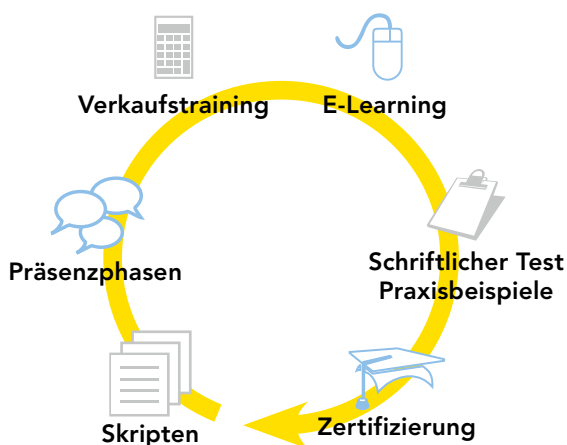 Verkaufstraining
E-Learning
Präsenzphasen
Schriftlicher Test
Praxisbeispiele
Skripten
Zertifizierung